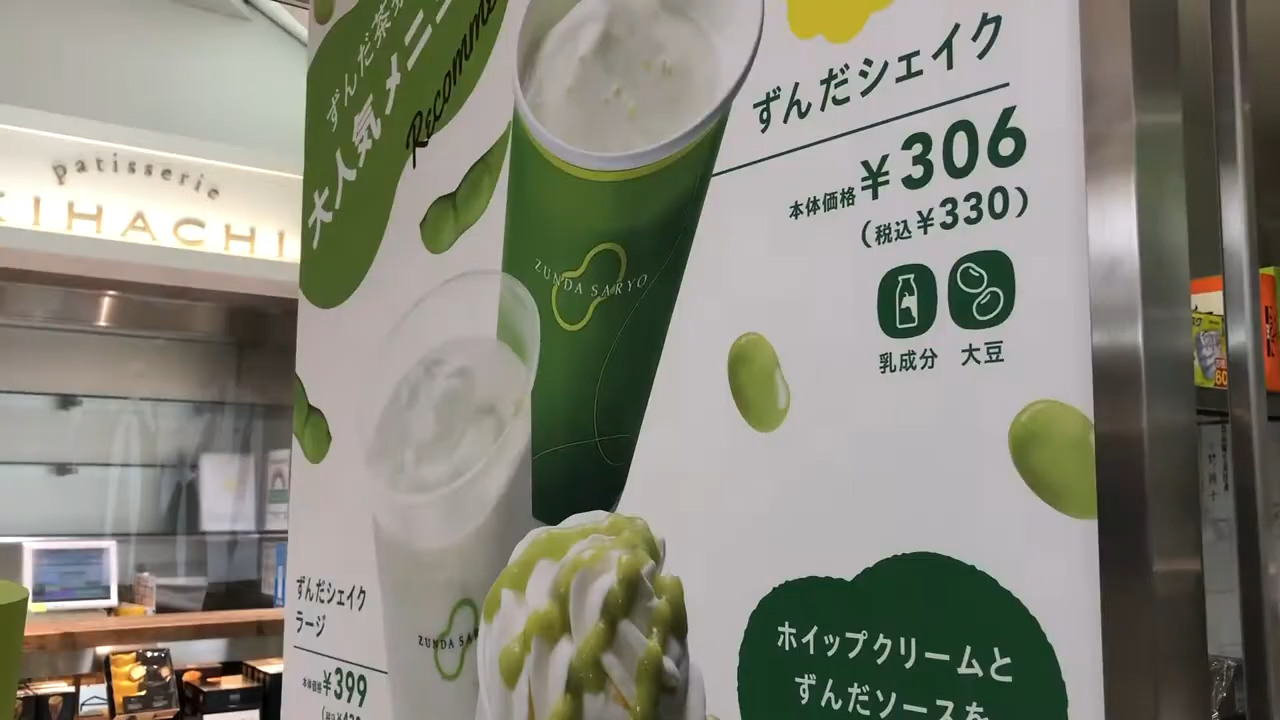 patisserie
KIHACHI
ずんだ茶
大人気メニュ
Recomme
ずんだシェイク
本体価格¥306
(税込¥330)
乳成分 大豆
ZUNDA SARYO
ずんだシェイク
ラージ
本体価格¥399
ZUNDA SA
ホイップクリームと
ずんだソースを